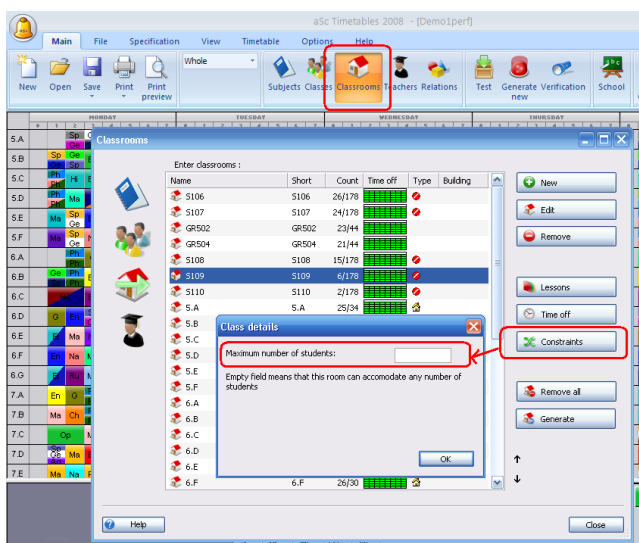 aSc Timetables 2008 - [Demo1perf]
Main File Specification View Timetable Options Help
Whole
New Open Save Print Print preview Subjects Classes Classrooms Teachers Relations Test Generate new Verification School
MONDAY TUESDAY WEDNESDAY THURSDAY
5.A
5.B
5.C
5.D
5.E
5.F
6.A
6.B
6.C
6.D
6.E
6.F
6.G
7.A
7.B
7.C
7.D
7.E
Classrooms
Enter classrooms :
Name Short Count Time off Type Building
S106 S106 26/178
S107 S107 24/178
GR502 GR502 23/44
GR504 GR504 21/44
S108 S108 15/178
S109 S109 6/178
S110 S110 2/178
5.A 5.A 25/34
5.B
5.C
5.D
5.E
5.F
6.A
6.B
6.C
6.D
6.E
6.F 6.F 26/30
New
Edit
Remove
Lessons
Time off
Constraints
Remove all
Generate
Class details
Maximum number of students:
Empty field means that this room can accomodate any number of
students
OK
Help
Close